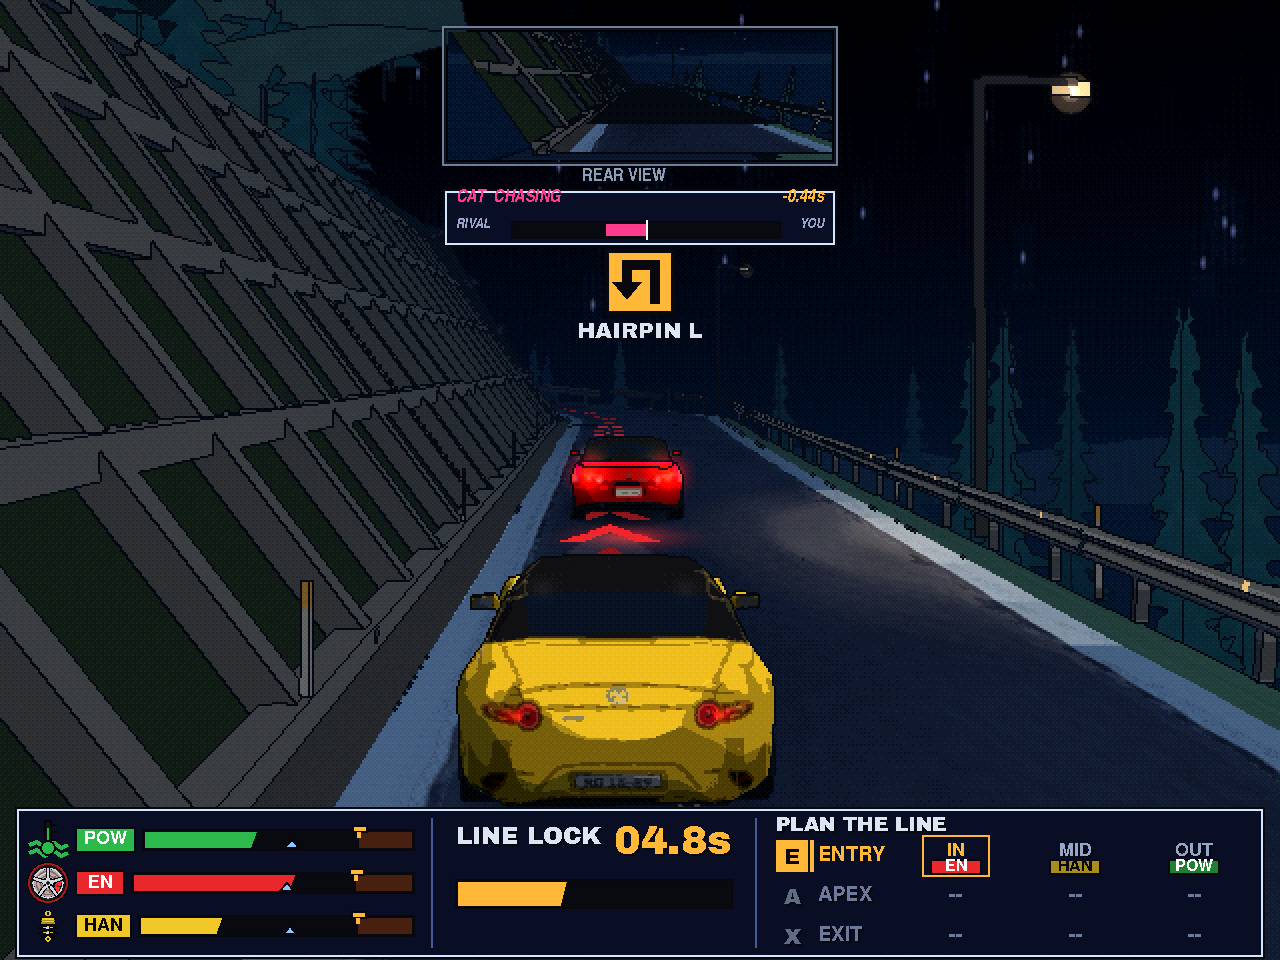 REAR VIEW
CAT CHASING -0.44s
RIVAL YOU
HAIRPIN L
POW
EN
HAN
LINE LOCK 04.8s
PLAN THE LINE
E ENTRY IN EN MID HAN OUT POW
A APEX -- -- --
X EXIT -- -- --